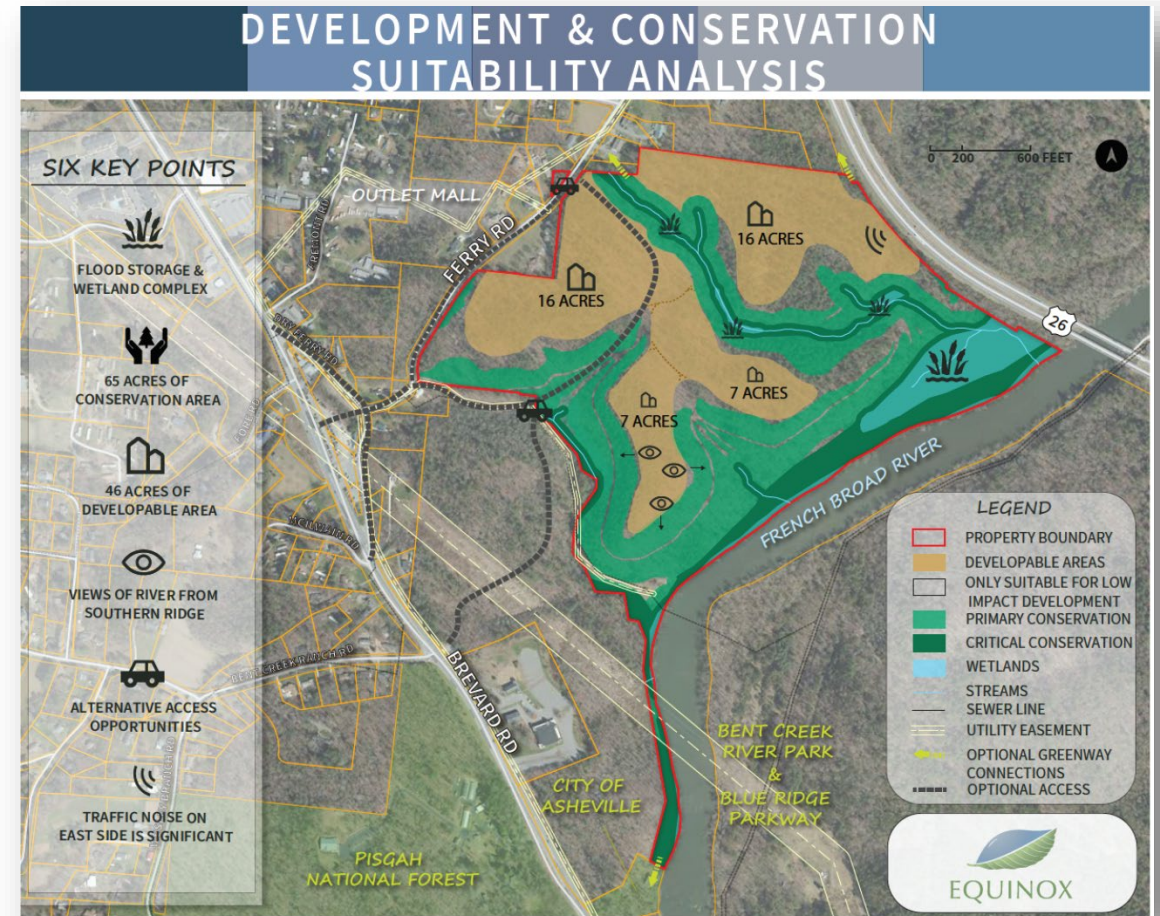 DEVELOPMENT & CONSERVATION
SUITABILITY ANALYSIS
SIX KEY POINTS
FLOOD STORAGE &
WETLAND COMPLEX
65 ACRES OF
CONSERVATION AREA
46 ACRES OF
DEVELOPABLE AREA
VIEWS OF RIVER FROM
SOUTHERN RIDGE
ALTERNATIVE ACCESS
OPPORTUNITIES
TRAFFIC NOISE ON
EAST SIDE IS SIGNIFICANT
OUTLET MALL
FERRY RD
0 200 600 FEET
16 ACRES
16 ACRES
26
7 ACRES
7 ACRES
FRENCH BROAD RIVER
BREVARD RD
BENT CREEK RANCH RD
CITY OF
ASHEVILLE
BENT CREEK
RIVER PARK
&
BLUE RIDGE
PARKWAY
PISGAH
NATIONAL FOREST
LEGEND
PROPERTY BOUNDARY
DEVELOPABLE AREAS
ONLY SUITABLE FOR LOW
IMPACT DEVELOPMENT
PRIMARY CONSERVATION
CRITICAL CONSERVATION
WETLANDS
STREAMS
SEWER LINE
UTILITY EASEMENT
OPTIONAL GREENWAY
CONNECTIONS
OPTIONAL ACCESS
EQUINOX